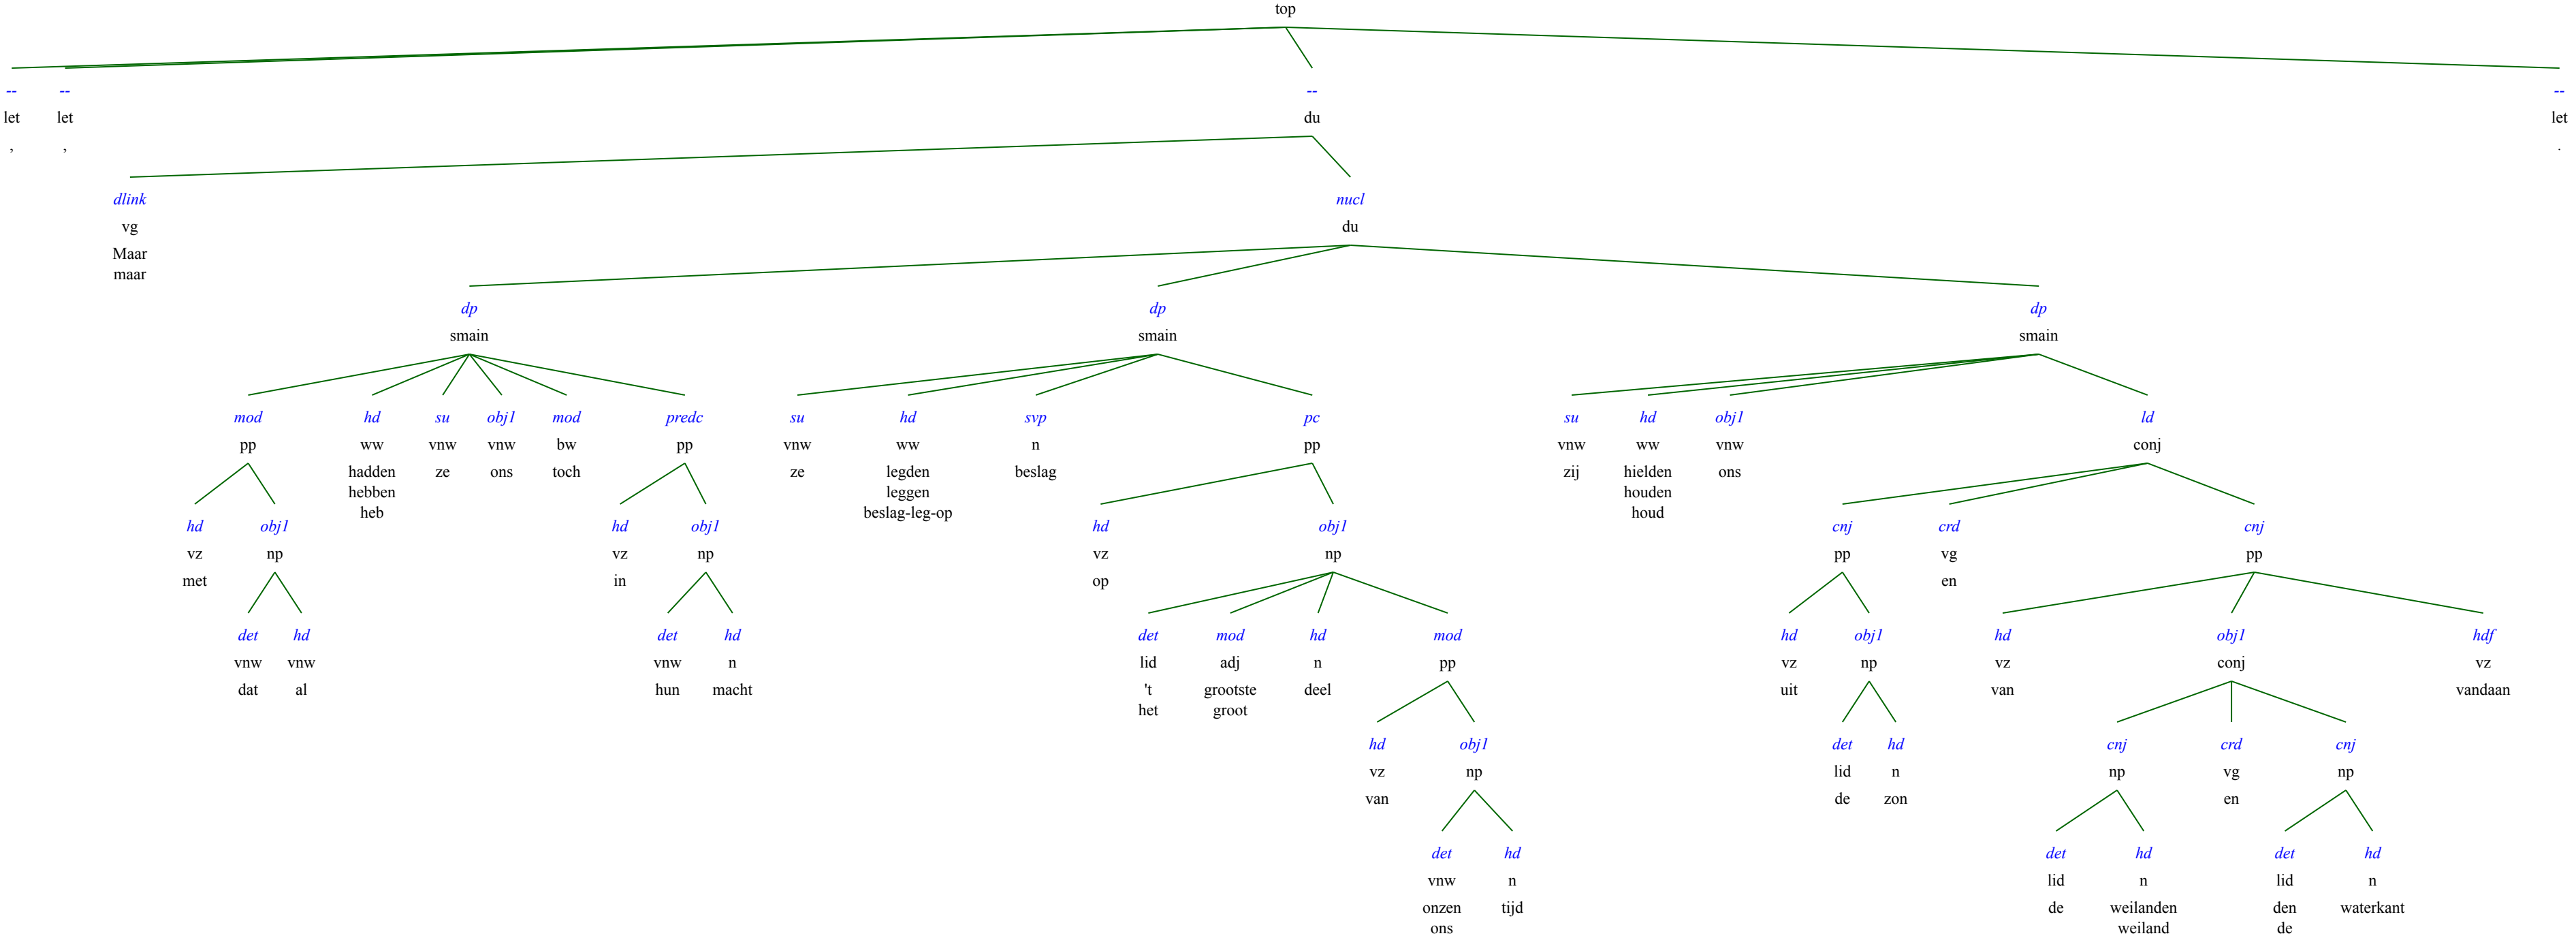 top
-- -- -- --
let let du let
, , .
dlink nucl
vg du
Maar
maar
dp dp dp
smain smain smain
mod hd su obj1 mod predc su hd svp pc su hd obj1 ld
pp ww vnw vnw bw pp vnw ww n pp vnw ww vnw conj
hadden ze ons toch ze legden beslag zij hielden ons
hebben leggen houden
heb beslag-leg-op houd
hd obj1 hd obj1 hd obj1 cnj crd cnj
vz np vz np vz np pp vg pp
met in op en
det hd det hd det mod hd mod hd obj1 hd obj1 hdf
vnw vnw vnw n lid adj n pp vz np vz conj vz
dat al hun macht 't grootste deel uit van vandaan
het groot
hd obj1 det hd cnj crd cnj
vz np lid n np vg np
van de zon en
det hd det hd det hd
vnw n lid n lid n
onzen tijd de weilanden den waterkant
ons weiland de